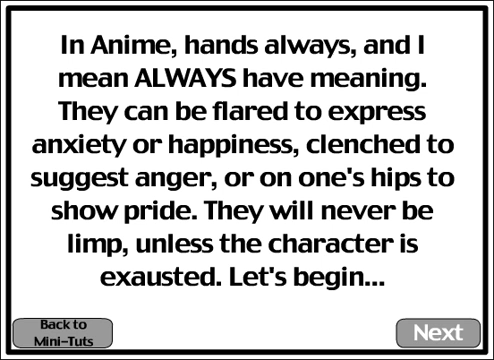 In Anime, hands always, and I
mean ALWAYS have meaning.
They can be flared to express
anxiety or happiness, clenched to
suggest anger, or on one's hips to
show pride. They will never be
limp, unless the character is
exausted. Let's begin...
Back to
Mini-Tuts
Next